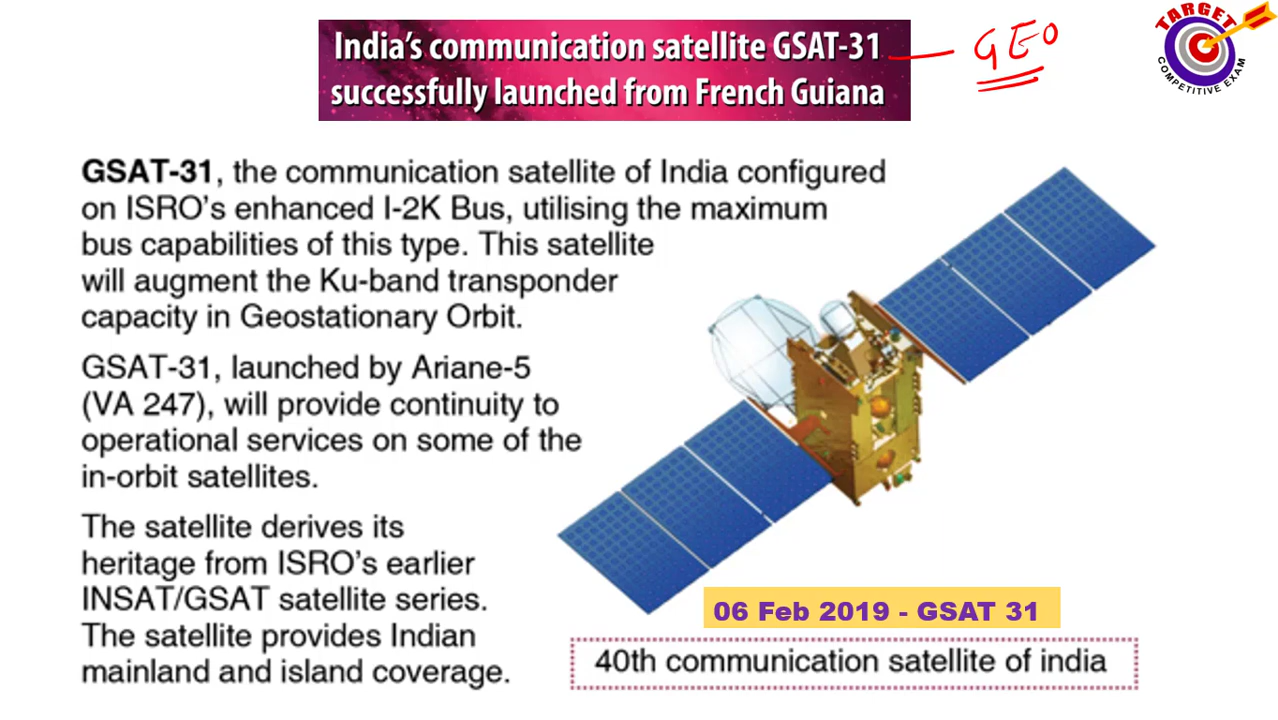 India's communication satellite GSAT-31
successfully launched from French Guiana
GEO
TARGET
COMPETITIVE EXAM
GSAT-31, the communication satellite of India configured
on ISRO's enhanced I-2K Bus, utilising the maximum
bus capabilities of this type. This satellite
will augment the Ku-band transponder
capacity in Geostationary Orbit.
GSAT-31, launched by Ariane-5
(VA 247), will provide continuity to
operational services on some of the
in-orbit satellites.
The satellite derives its
heritage from ISRO's earlier
INSAT/GSAT satellite series.
The satellite provides Indian
mainland and island coverage.
06 Feb 2019 - GSAT 31
40th communication satellite of india